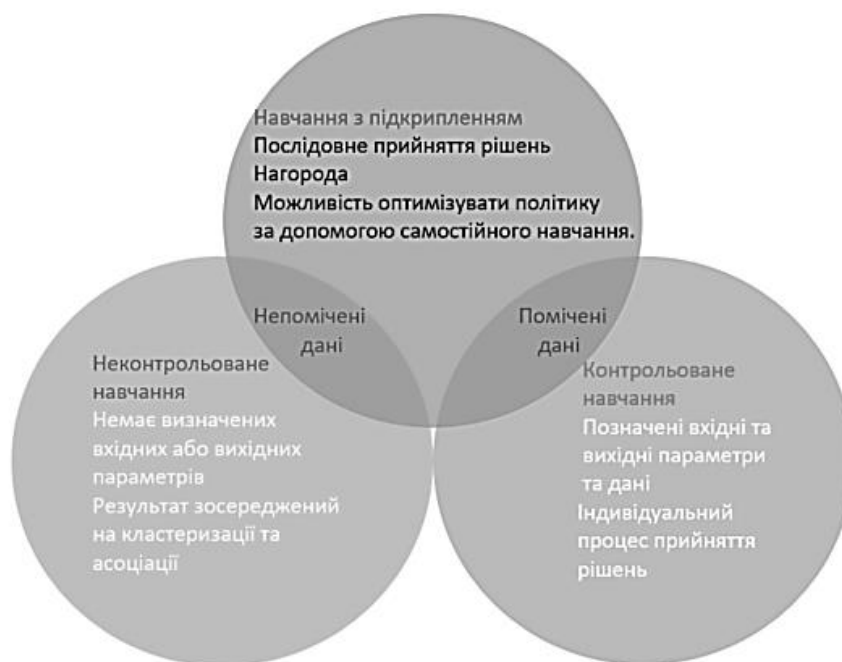 Навчання з підкрипленням
Послідовне прийняття рішень
Нагорода
Можливість оптимізувати політику
за допомогою самостійного навчання.
Непомічені
дані
Помічені
дані
Неконтрольоване
навчання
Немає визначених
вхідних або вихідних
параметрів
Результат зосереджений
на кластеризації та
асоціації
Контрольоване
навчання
Позначені вхідні та
вихідні параметри
та дані
Індивідуальний
процес прийняття
рішень